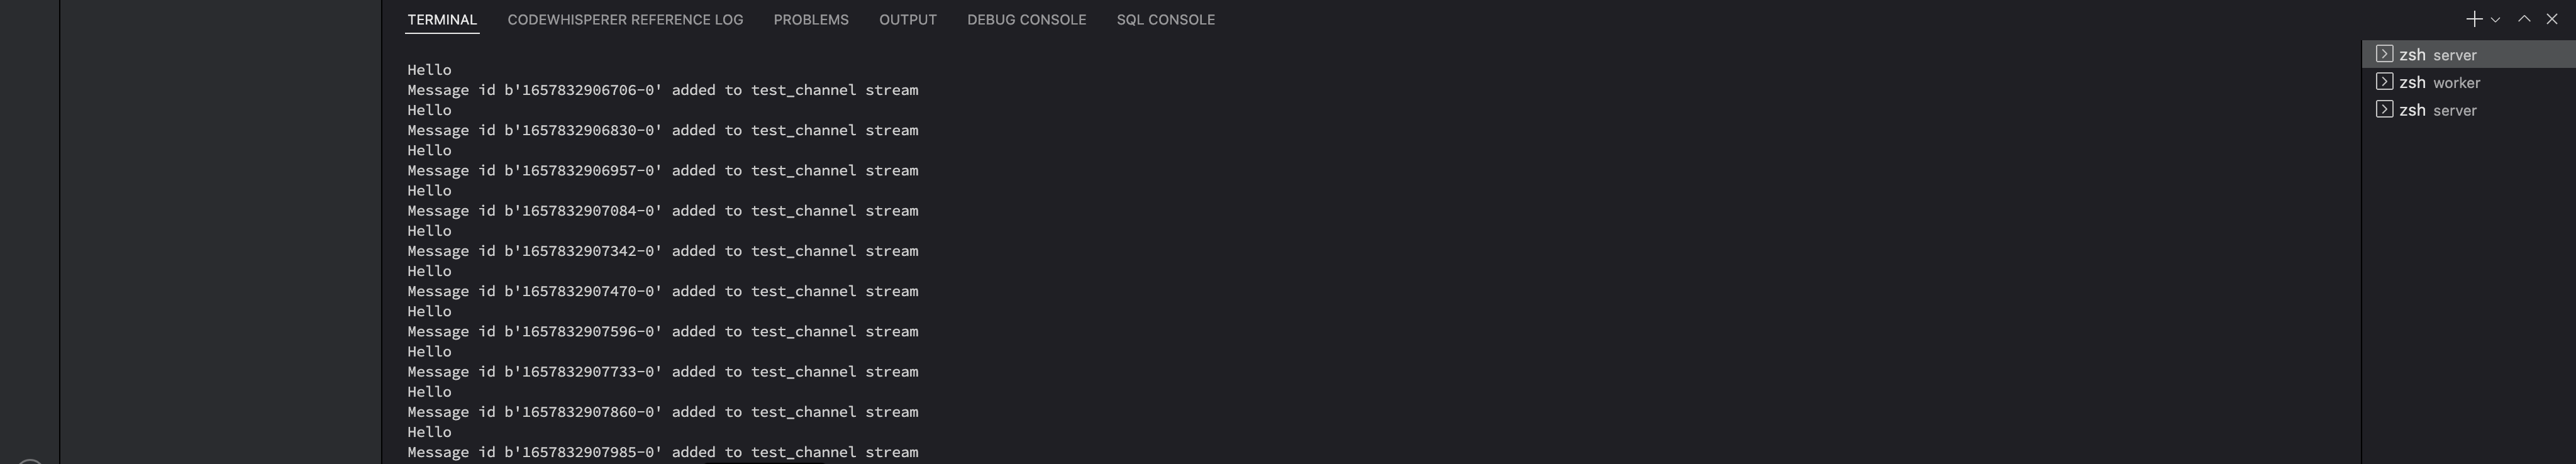 TERMINAL CODEWHISPERER REFERENCE LOG PROBLEMS OUTPUT DEBUG CONSOLE SQL CONSOLE
Hello
Message id b'1657832906706-0' added to test_channel stream
Hello
Message id b'1657832906830-0' added to test_channel stream
Hello
Message id b'1657832906957-0' added to test_channel stream
Hello
Message id b'1657832907084-0' added to test_channel stream
Hello
Message id b'1657832907342-0' added to test_channel stream
Hello
Message id b'1657832907470-0' added to test_channel stream
Hello
Message id b'1657832907596-0' added to test_channel stream
Hello
Message id b'1657832907733-0' added to test_channel stream
Hello
Message id b'1657832907860-0' added to test_channel stream
Hello
Message id b'1657832907985-0' added to test_channel stream
zsh server
zsh worker
zsh server